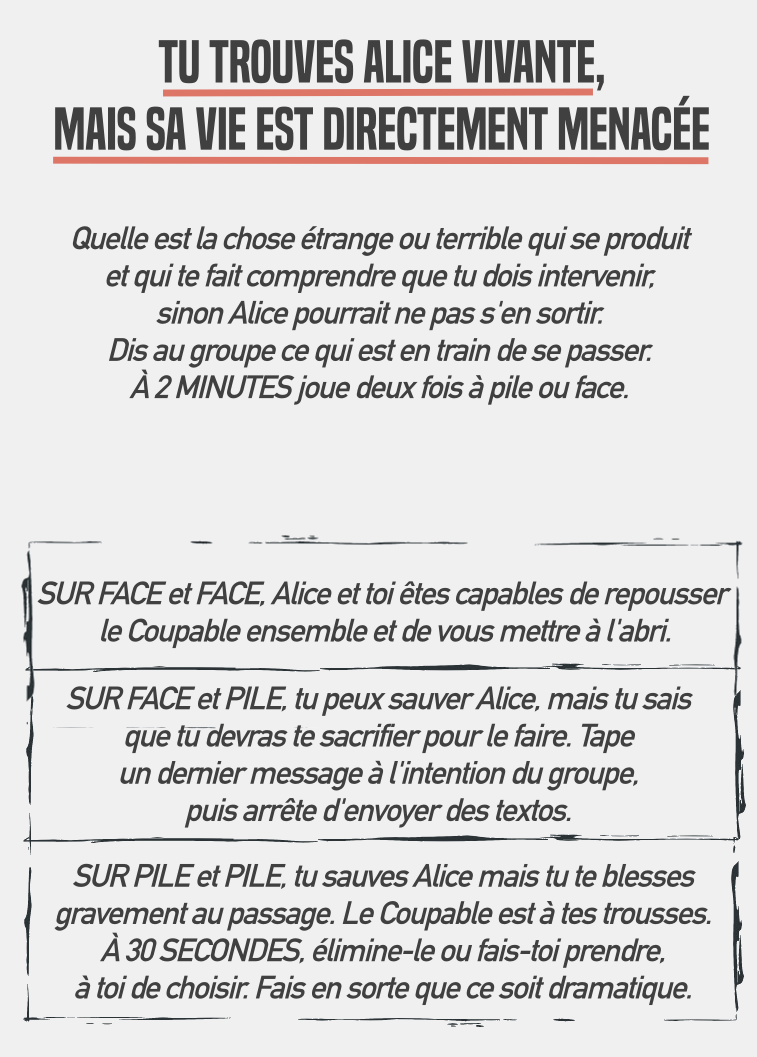 TU TROUVES ALICE VIVANTE,
MAIS SA VIE EST DIRECTEMENT MENACÉE
Quelle est la chose étrange ou terrible qui se produit
et qui te fait comprendre que tu dois intervenir,
sinon Alice pourrait ne pas s'en sortir.
Dis au groupe ce qui est en train de se passer.
À 2 MINUTES joue deux fois à pile ou face.
SUR FACE et FACE, Alice et toi êtes capables de repousser
le Coupable ensemble et de vous mettre à l'abri.
SUR FACE et PILE, tu peux sauver Alice, mais tu sais
que tu devras te sacrifier pour le faire. Tape
un dernier message à l'intention du groupe,
puis arrête d'envoyer des textos.
SUR PILE et PILE, tu sauves Alice mais tu te blesses
gravement au passage. Le Coupable est à tes trousses.
À 30 SECONDES, élimine-le ou fais-toi prendre,
à toi de choisir. Fais en sorte que ce soit dramatique.